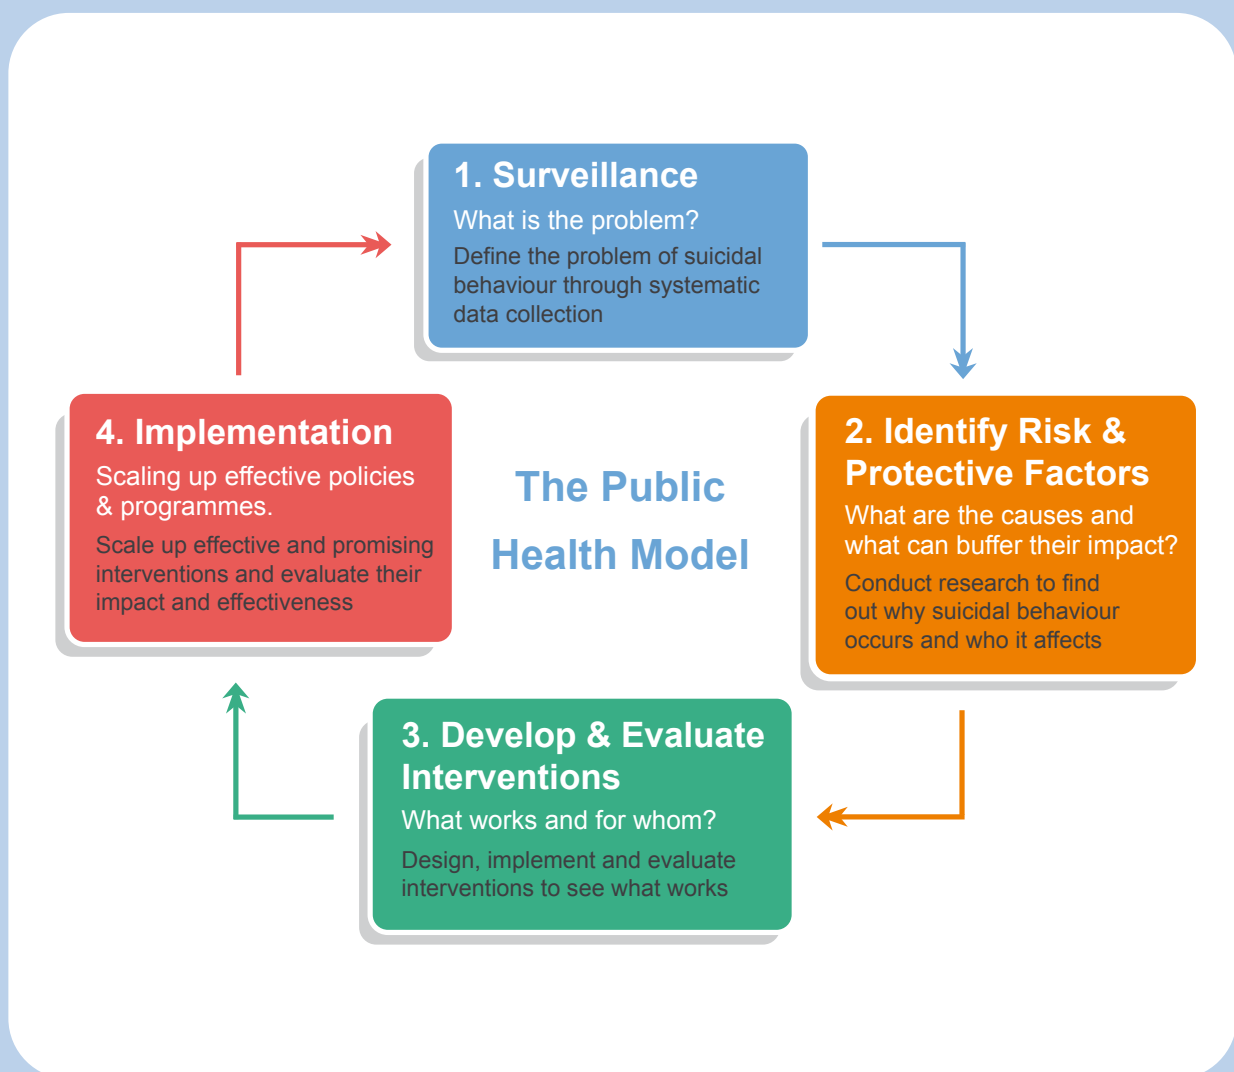 1. Surveillance
What is the problem?
Define the problem of suicidal
behaviour through systematic
data collection
2. Identify Risk &
Protective Factors
What are the causes and
what can buffer their impact?
Conduct research to find
out why suicidal behaviour
occurs and who it affects
3. Develop & Evaluate
Interventions
What works and for whom?
Design, implement and evaluate
interventions to see what works
4. Implementation
Scaling up effective policies
& programmes.
Scale up effective and promising
interventions and evaluate their
impact and effectiveness
The Public
Health Model